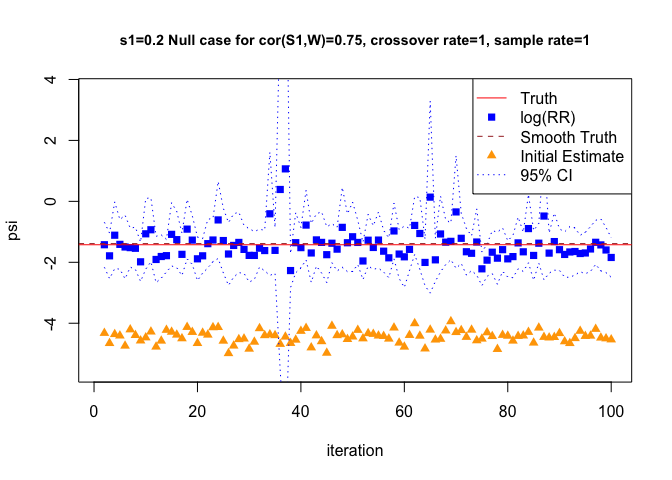 s1=0.2 Null case for cor(S1,W)=0.75, crossover rate=1, sample rate=1
psi
4
2
0
-2
-4
Truth
log(RR)
Smooth Truth
Initial Estimate
95% CI
0
20
40
60
80
100
iteration